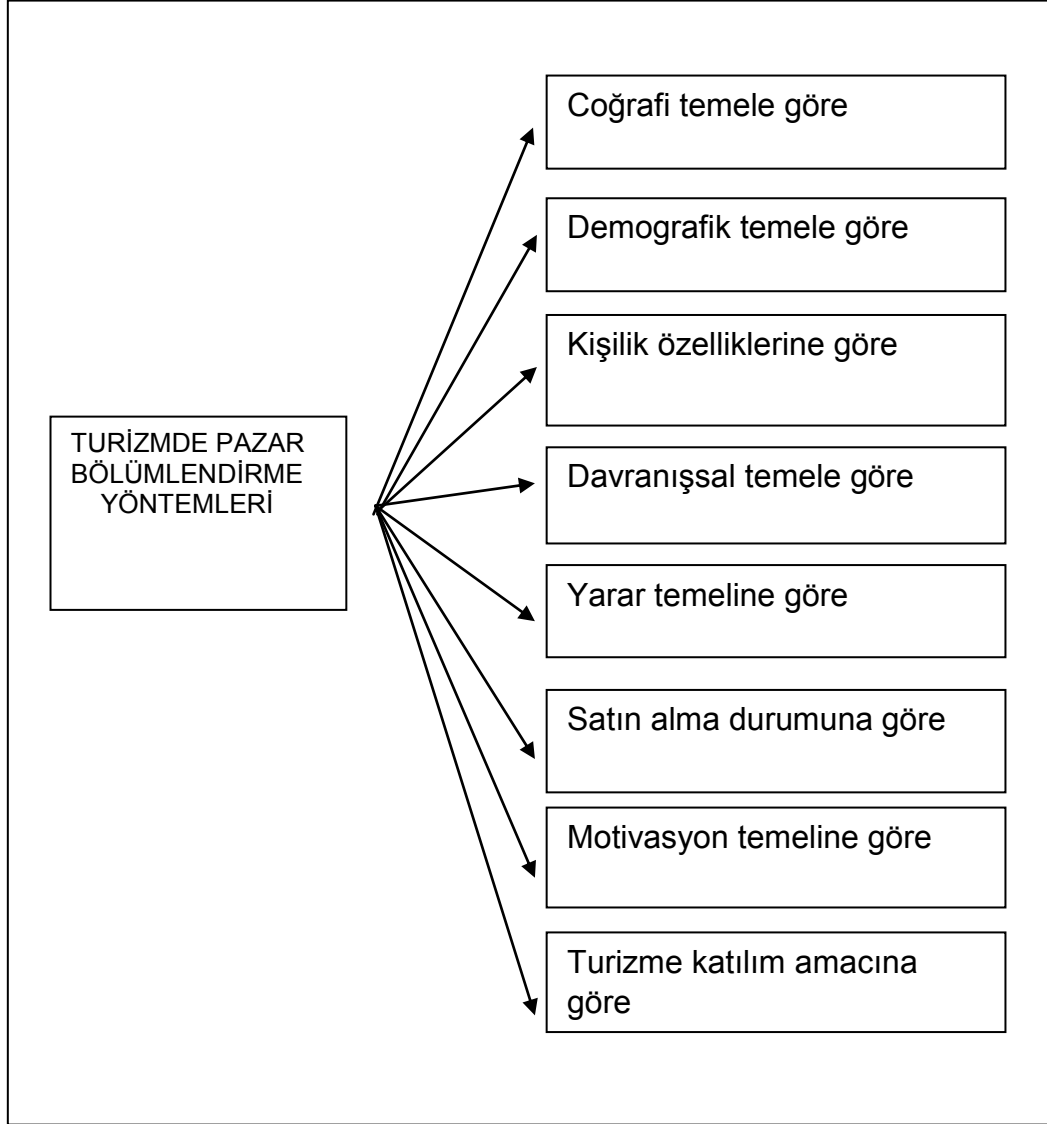 Coğrafi temele göre
Demografik temele göre
Kişilik özelliklerine göre
TURİZMDE PAZAR
BÖLÜMLENDİRME
YÖNTEMLERİ
Davranışsal temele göre
Yarar temeline göre
Satın alma durumuna göre
Motivasyon temeline göre
Turizme katılım amacına
göre